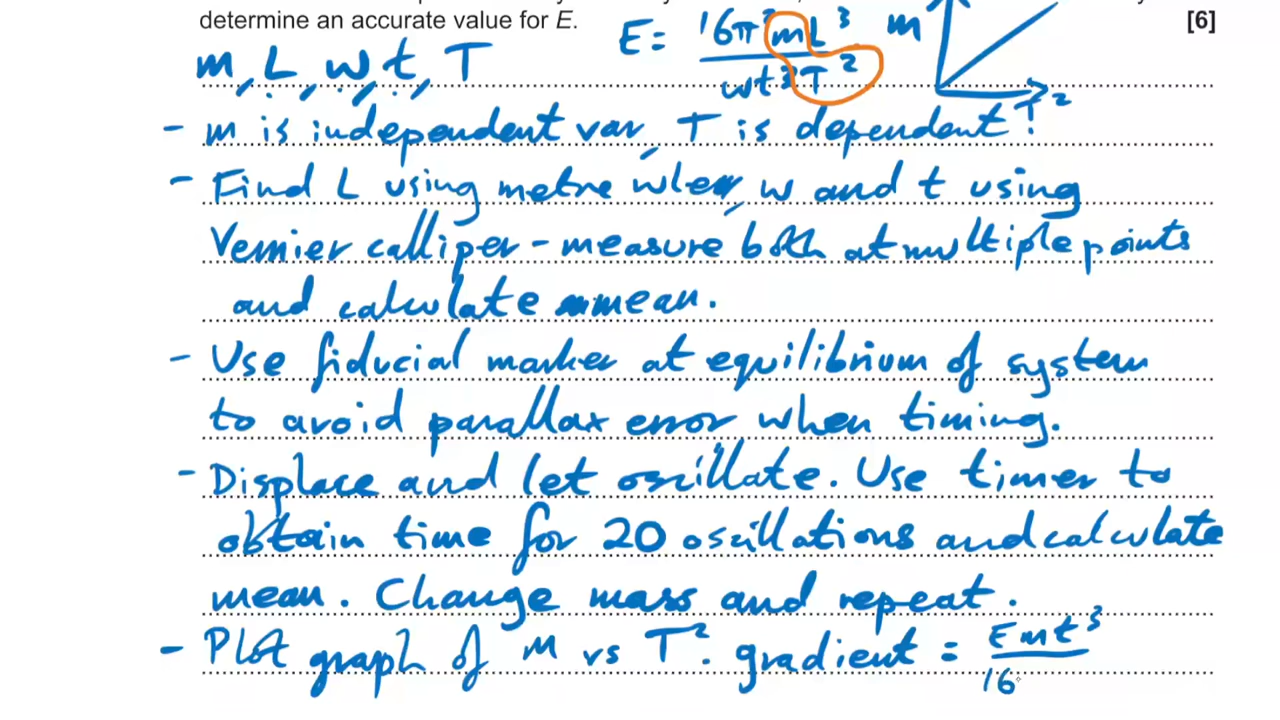 determine an accurate value for E.
[6]
E = 16π²mL³ / wt³T²
m
T²
m, L, w, t, T
- m is independent var, T is dependent.
- Find L using metre uler, w and t using
Vernier calliper - measure both at multiple points
and calculate mean.
- Use fiducial marker at equilibrium of system
to avoid parallax error when timing.
- Displace and let oscillate. Use timer to
obtain time for 20 oscillations and calculate
mean. Change mass and repeat.
- Plot graph of m vs T². gradient = Emt³ / 16